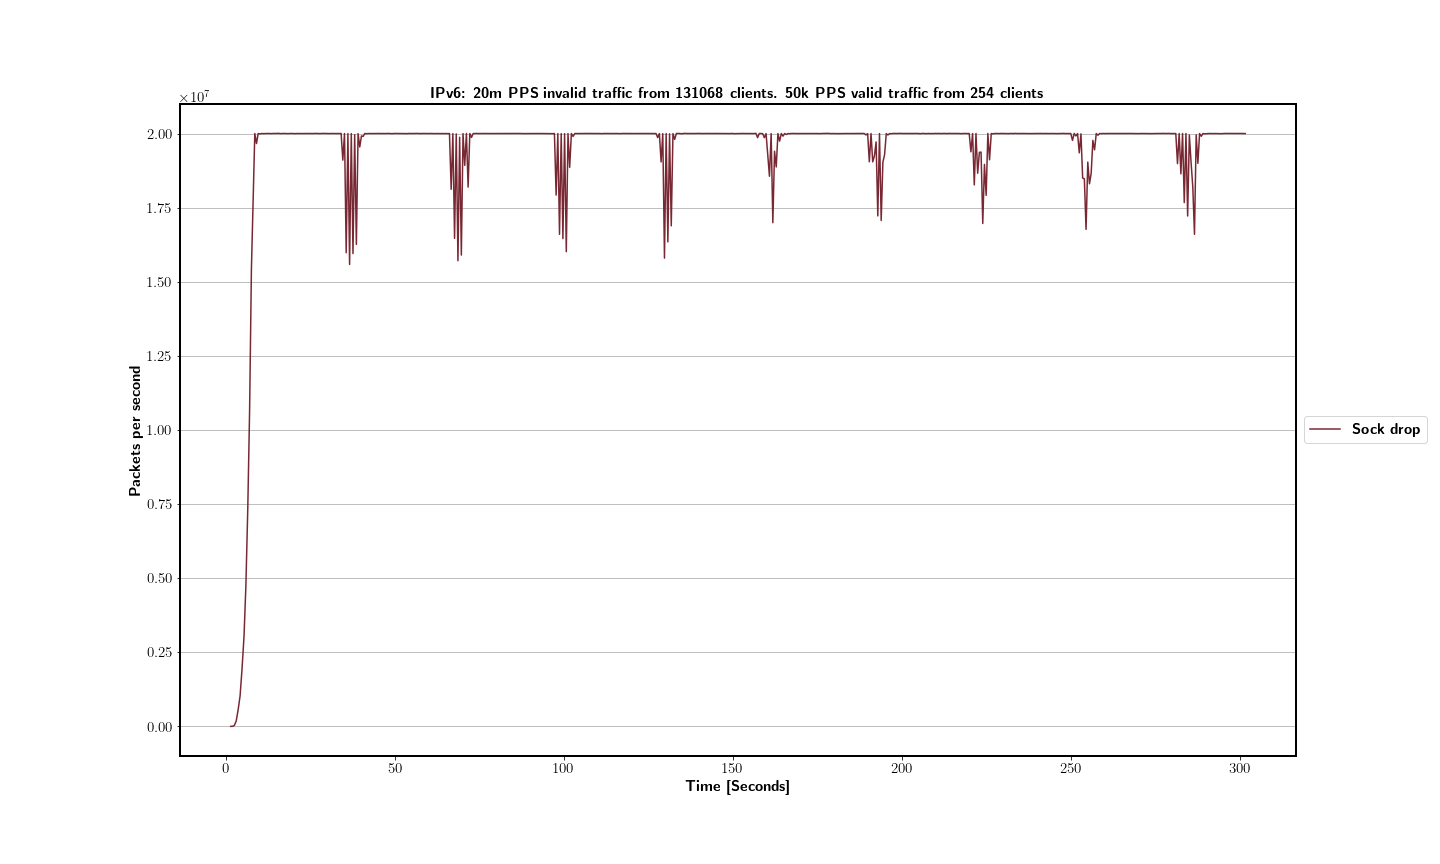 IPv6: 20m PPS invalid traffic from 131068 clients. 50k PPS valid traffic from 254 clients
×10⁷
2.00
1.75
1.50
1.25
1.00
0.75
0.50
0.25
0.00
Packets per second
0 50 100 150 200 250 300
Time [Seconds]
Sock drop